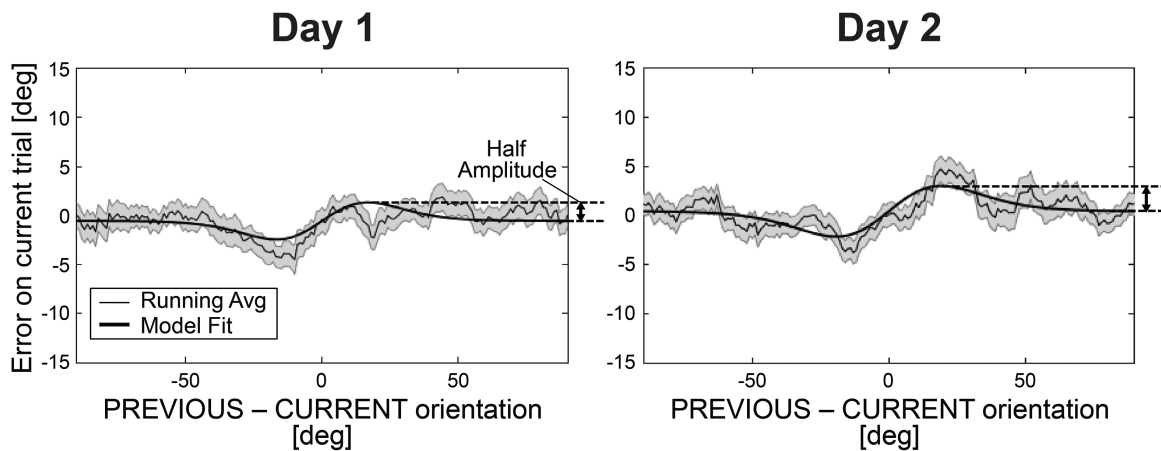 Day 1
Day 2
Error on current trial [deg]
15
10
5
0
-5
-10
-15
Half
Amplitude
Running Avg
Model Fit
-50
0
50
PREVIOUS – CURRENT orientation
[deg]
15
10
5
0
-5
-10
-15
-50
0
50
PREVIOUS – CURRENT orientation
[deg]